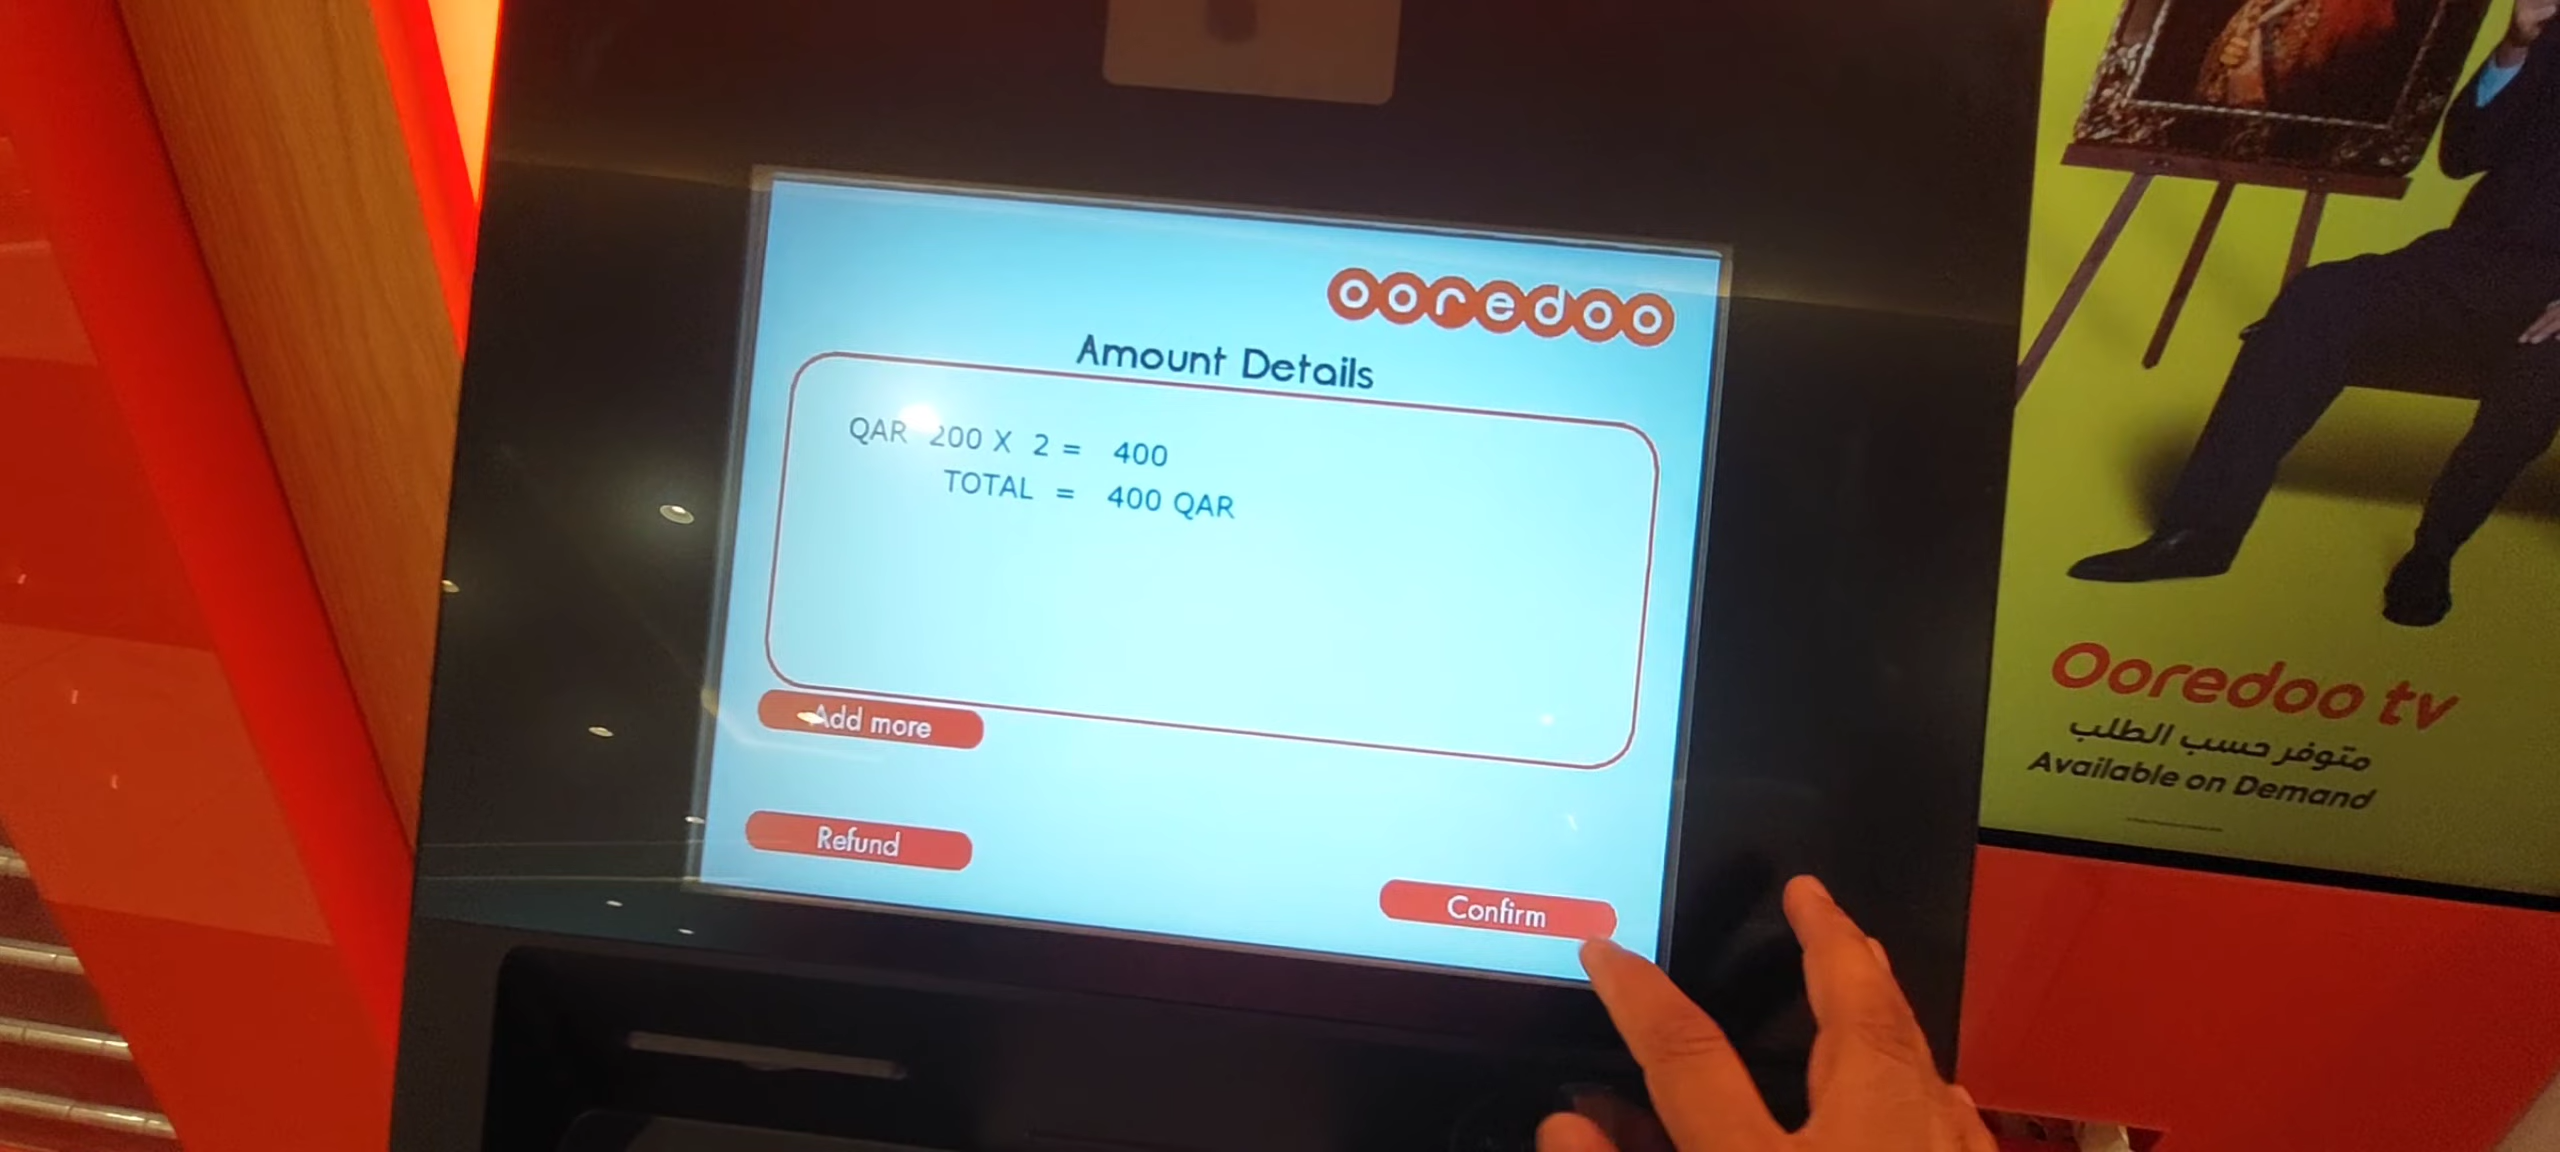 ooredoo
Amount Details
QAR 200 X 2 = 400
TOTAL = 400 QAR
Add more
Refund
Confirm
Ooredoo tv
متوفر حسب الطلب
Available on Demand